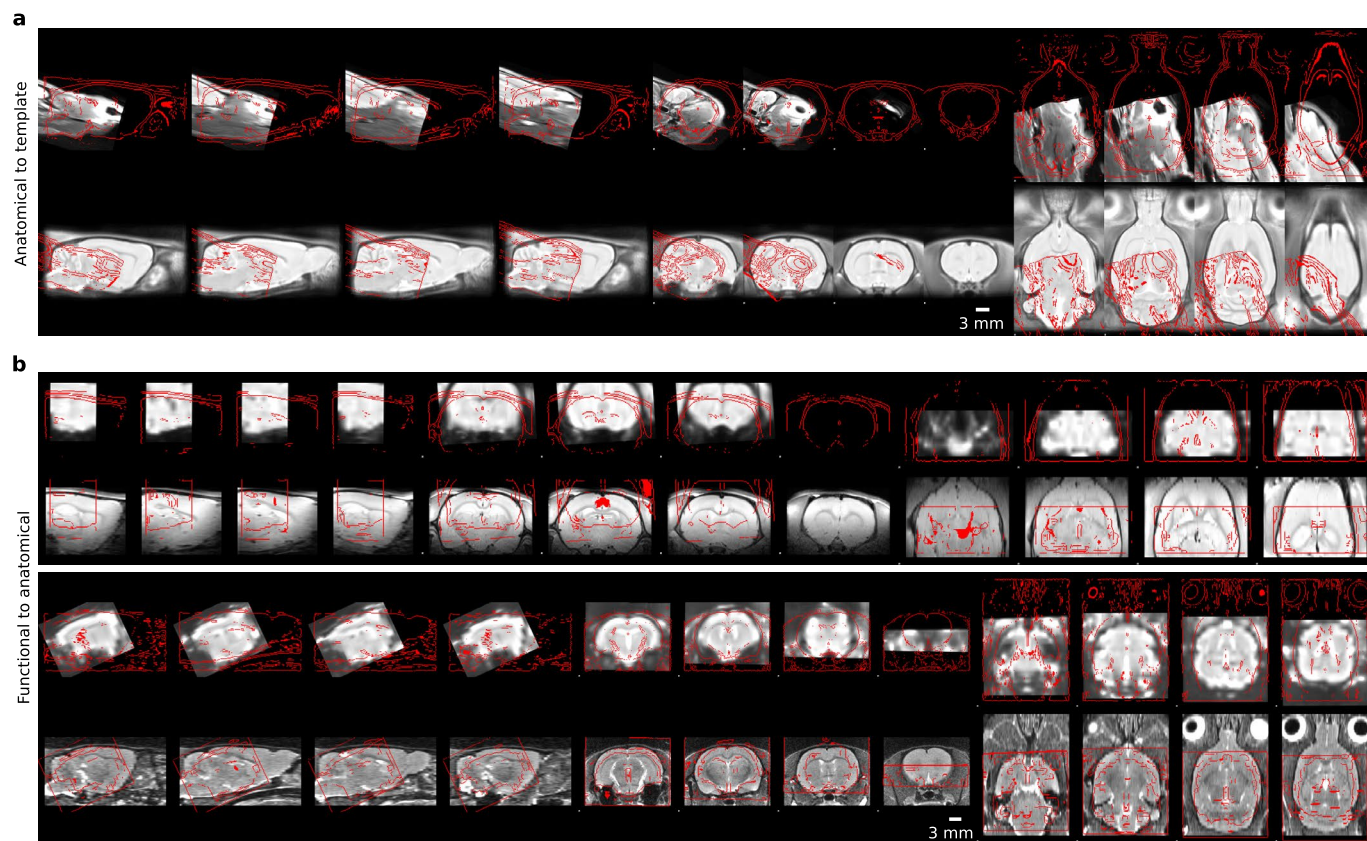 a
Anatomical to template
3 mm
b
Functional to anatomical
3 mm